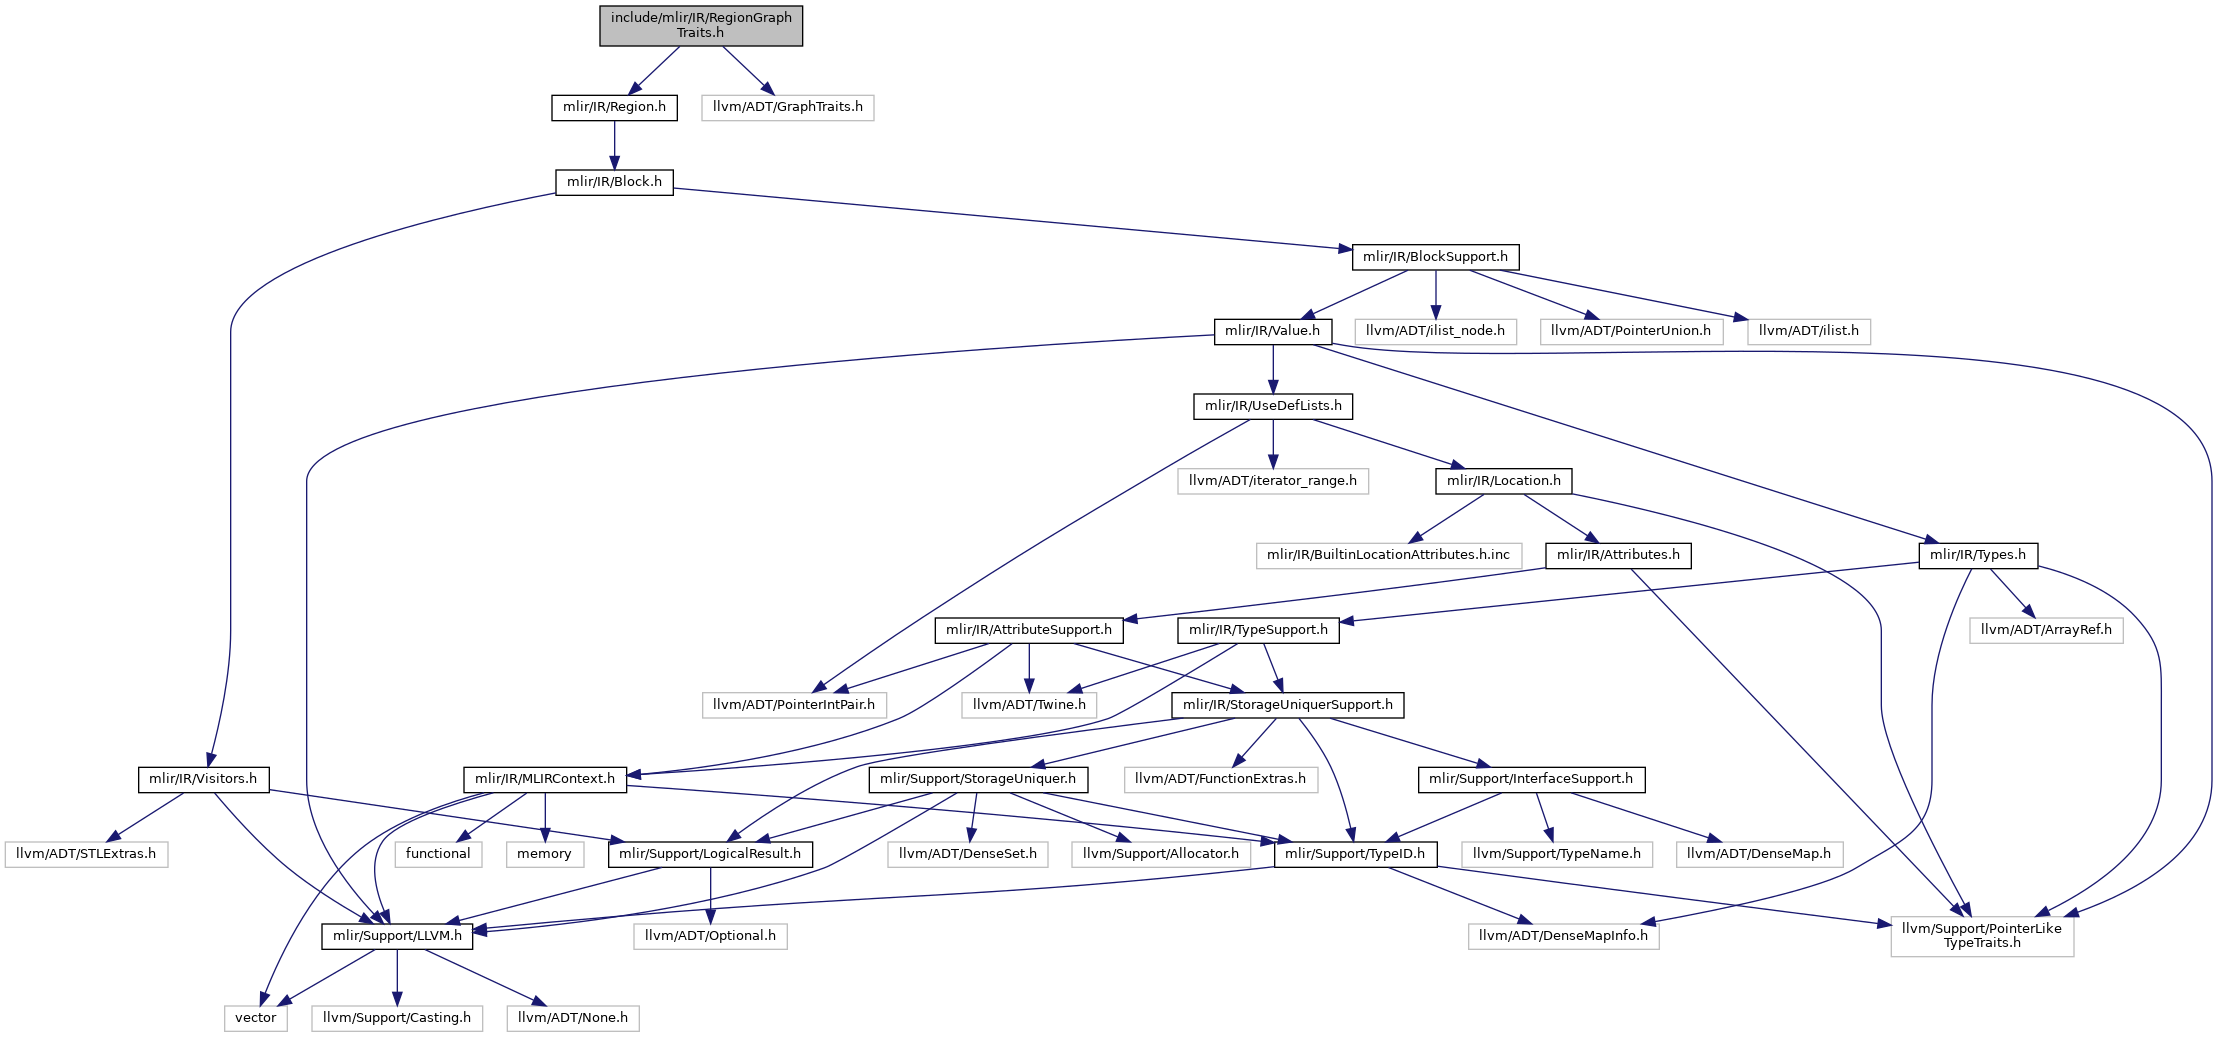 include/mlir/IR/RegionGraph
Traits.h
mlir/IR/Region.h
llvm/ADT/GraphTraits.h
mlir/IR/Block.h
mlir/IR/BlockSupport.h
mlir/IR/Value.h
llvm/ADT/ilist_node.h
llvm/ADT/PointerUnion.h
llvm/ADT/ilist.h
mlir/IR/UseDefLists.h
llvm/ADT/iterator_range.h
mlir/IR/Location.h
mlir/IR/BuiltinLocationAttributes.h.inc
mlir/IR/Attributes.h
mlir/IR/Types.h
mlir/IR/AttributeSupport.h
mlir/IR/TypeSupport.h
llvm/ADT/ArrayRef.h
llvm/ADT/PointerIntPair.h
llvm/ADT/Twine.h
mlir/IR/StorageUniquerSupport.h
mlir/IR/Visitors.h
mlir/IR/MLIRContext.h
mlir/Support/StorageUniquer.h
llvm/ADT/FunctionExtras.h
mlir/Support/InterfaceSupport.h
llvm/ADT/STLExtras.h
functional
memory
mlir/Support/LogicalResult.h
llvm/ADT/DenseSet.h
llvm/Support/Allocator.h
mlir/Support/TypeID.h
llvm/Support/TypeName.h
llvm/ADT/DenseMap.h
mlir/Support/LLVM.h
llvm/ADT/Optional.h
llvm/ADT/DenseMapInfo.h
llvm/Support/PointerLike
TypeTraits.h
vector
llvm/Support/Casting.h
llvm/ADT/None.h